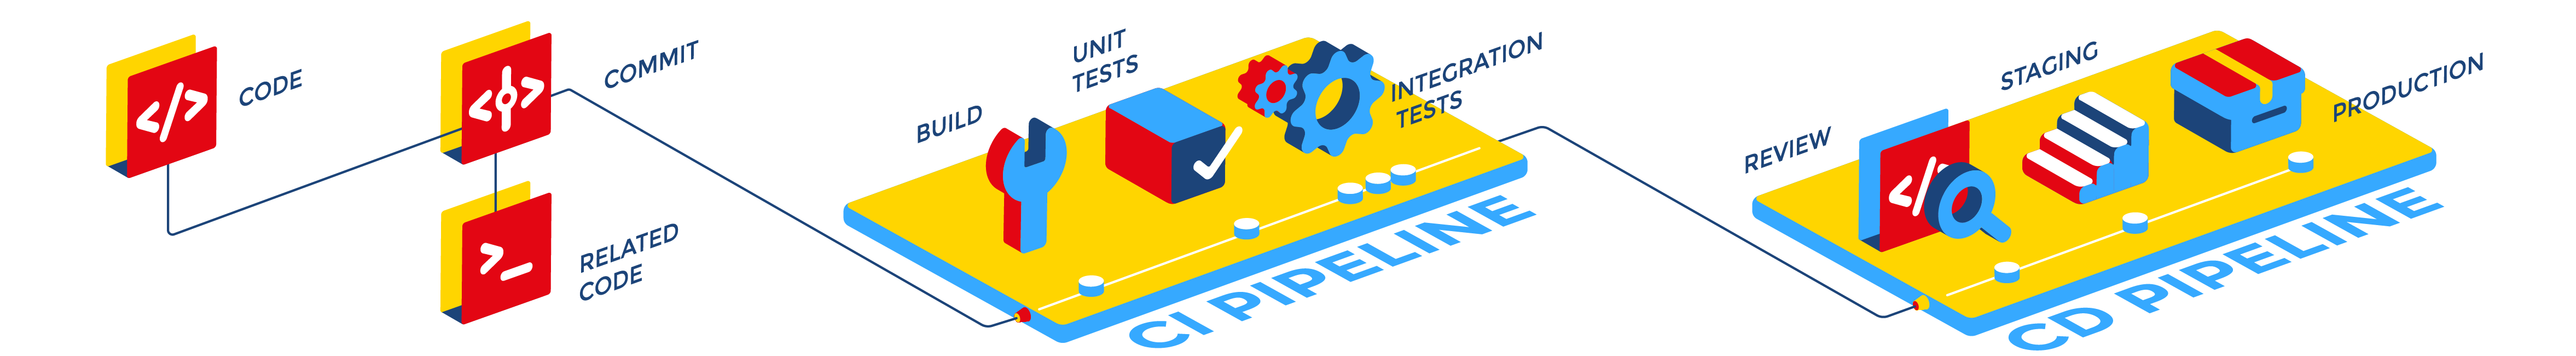 </>
CODE
<>
COMMIT
>_
RELATED
CODE
BUILD
UNIT
TESTS
INTEGRATION
TESTS
CI PIPELINE
REVIEW
</>
STAGING
PRODUCTION
CD PIPELINE